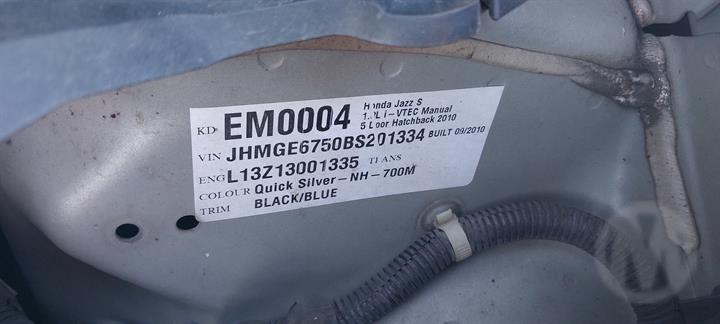 KD EM0004 Honda Jazz S
1.3L i-VTEC Manual
5 Door Hatchback 2010
VIN JHMGE6750BS201334 BUILT 09/2010
ENG L13Z13001335 TRANS
COLOUR Quick Silver-NH-700M
TRIM BLACK/BLUE